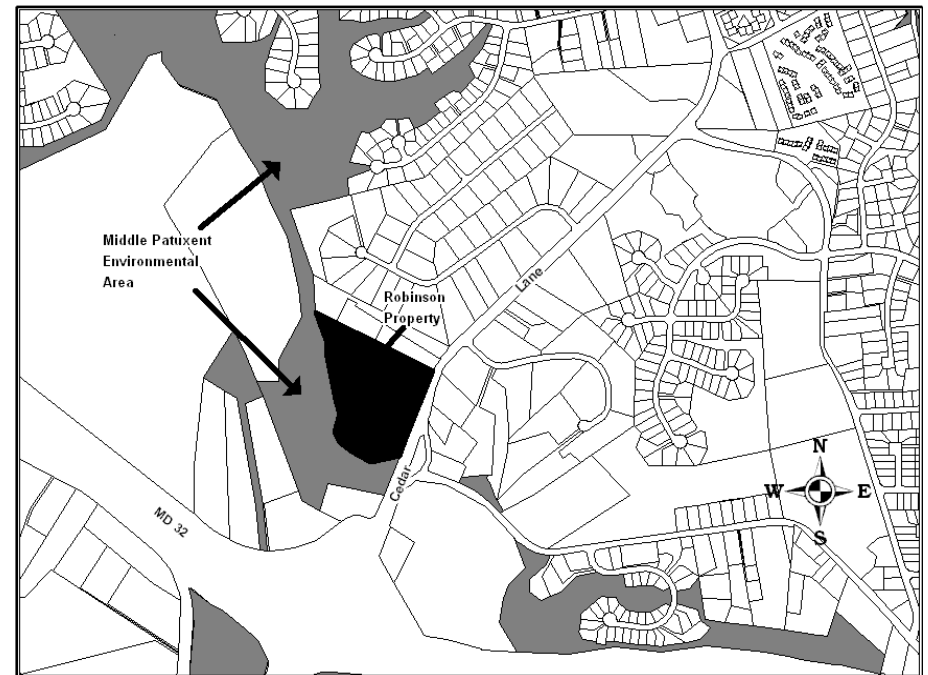 Middle Patuxent
Environmental
Area
Robinson
Property
Lane
Cedar
MD 32
N
W E
S